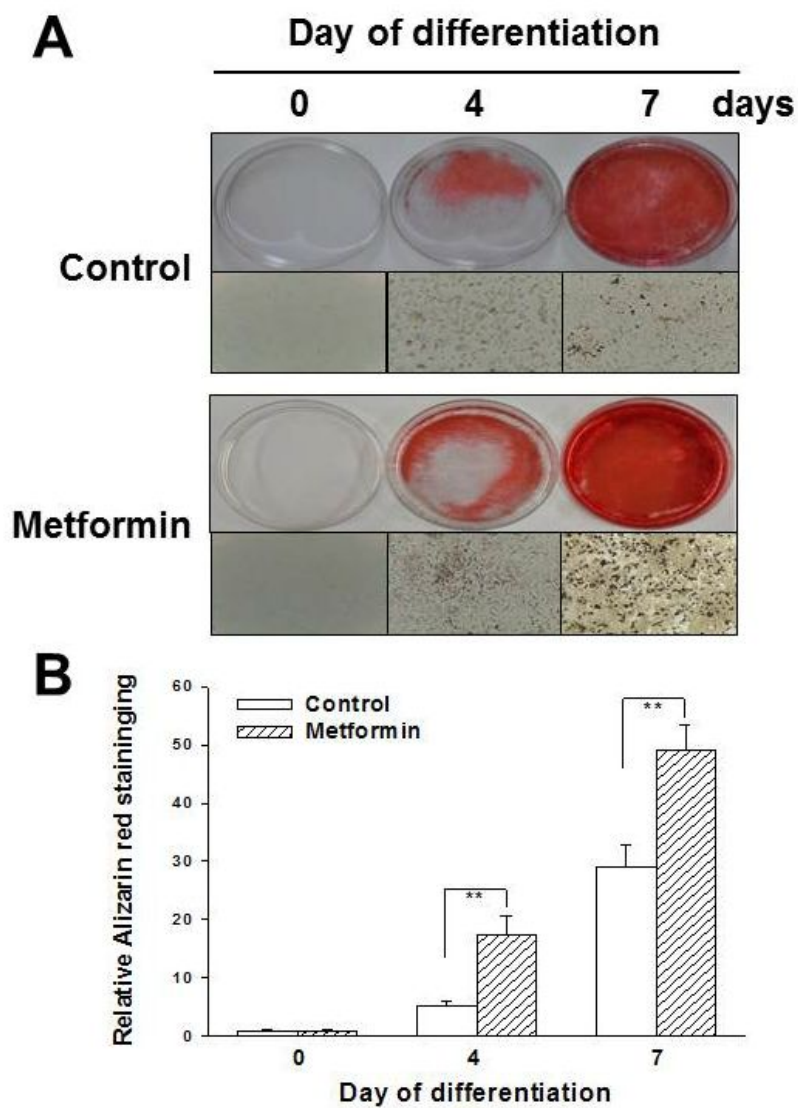 A
Day of differentiation
0 4 7 days
Control
Metformin
B
Relative Alizarin red staininging
60
50
40
30
20
10
0
Control
Metformin
**
**
0 4 7
Day of differentiation